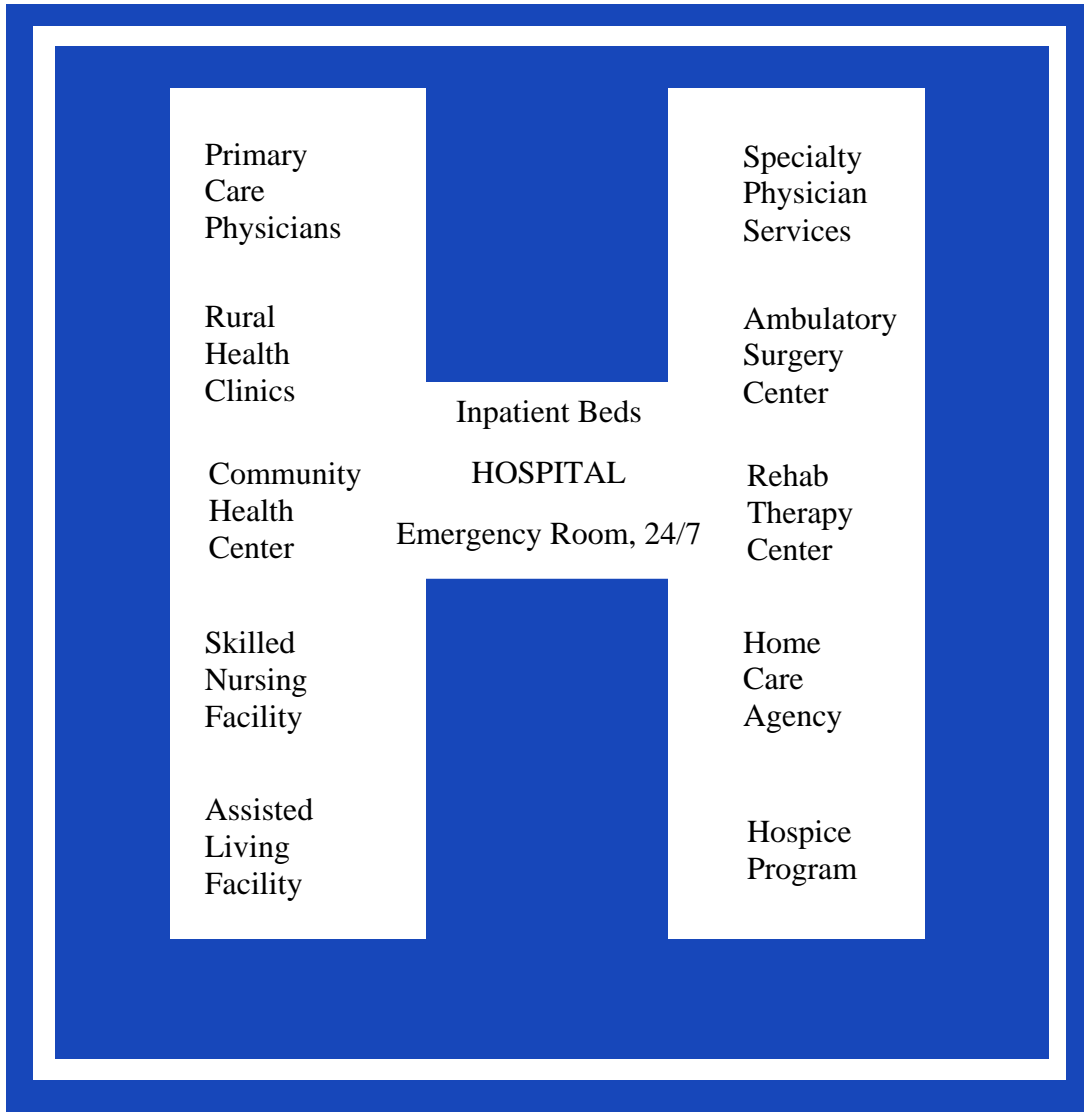 Primary
Care
Physicians
Rural
Health
Clinics
Community
Health
Center
Skilled
Nursing
Facility
Assisted
Living
Facility
Inpatient Beds
HOSPITAL
Emergency Room, 24/7
Specialty
Physician
Services
Ambulatory
Surgery
Center
Rehab
Therapy
Center
Home
Care
Agency
Hospice
Program